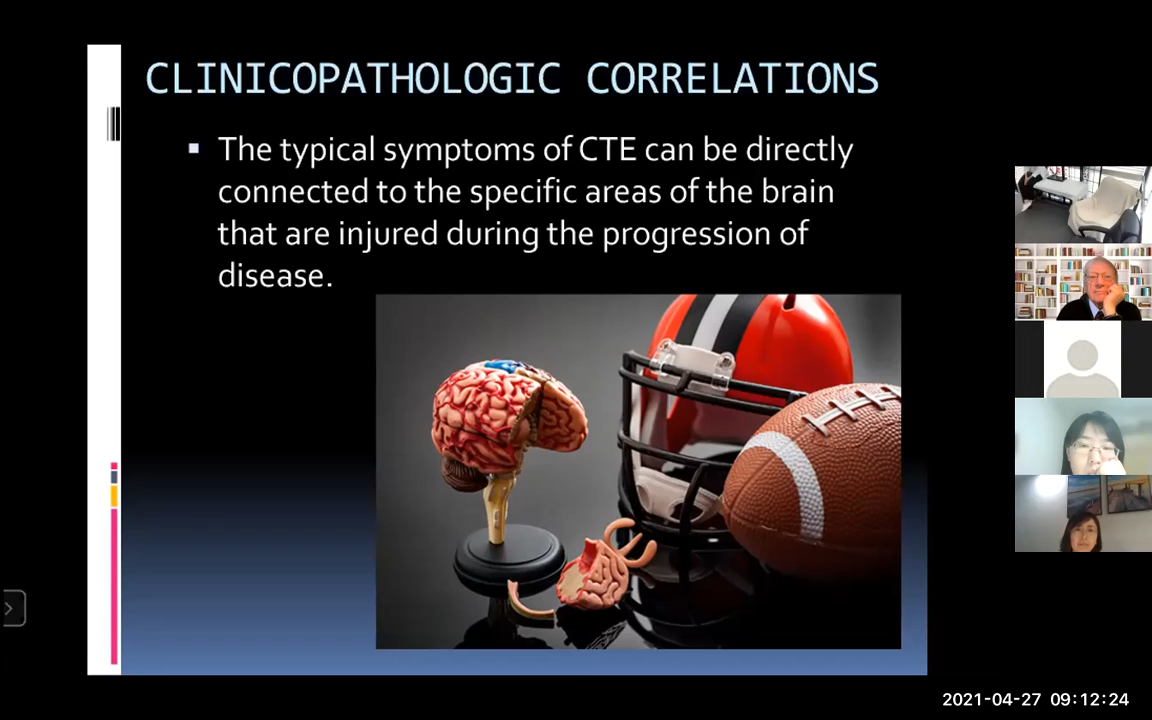 CLINICOPATHOLOGIC CORRELATIONS
▪ The typical symptoms of CTE can be directly
connected to the specific areas of the brain
that are injured during the progression of
disease.
2021-04-27 09:12:24